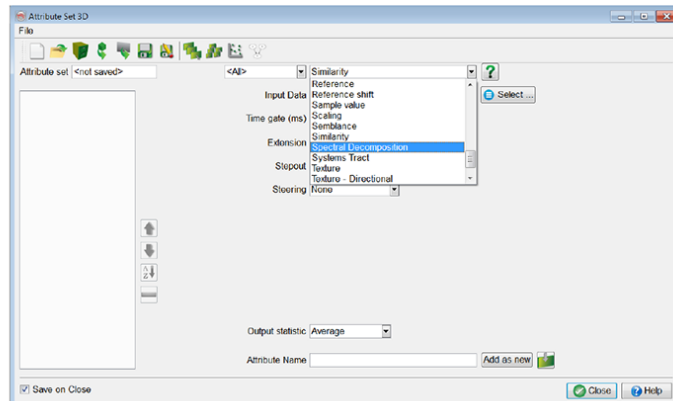 Attribute Set 3D
File
Attribute set <not saved> <All> Similarity ?
Reference
Input Data Reference shift Select ...
Sample value
Time gate (ms) Scaling
Semblance
Extension Similarity
Spectral Decomposition
Systems Tract
Stepout Texture
Texture - Directional
Steering None
Output statistic Average
Attribute Name Add as new
Save on Close Close Help